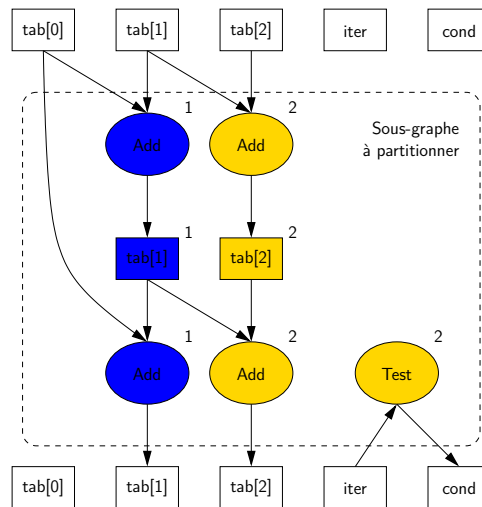 tab[0] tab[1] tab[2] iter cond
1 2
Add Add
Sous-graphe
à partitionner
1 2
tab[1] tab[2]
1 2 2
Add Add Test
tab[0] tab[1] tab[2] iter cond